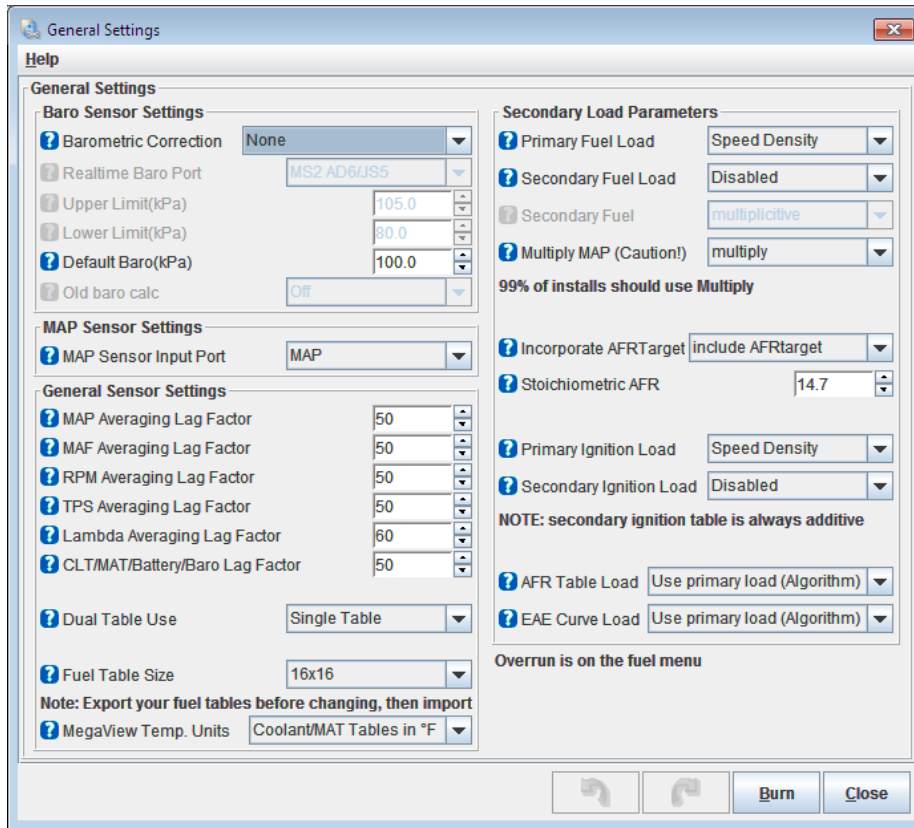 General Settings
Help
General Settings
Baro Sensor Settings
Barometric Correction None
Realtime Baro Port MS2 AD6/JS5
Upper Limit(kPa) 105.0
Lower Limit(kPa) 80.0
Default Baro(kPa) 100.0
Old baro calc Off
MAP Sensor Settings
MAP Sensor Input Port MAP
General Sensor Settings
MAP Averaging Lag Factor 50
MAF Averaging Lag Factor 50
RPM Averaging Lag Factor 50
TPS Averaging Lag Factor 50
Lambda Averaging Lag Factor 60
CLT/MAT/Battery/Baro Lag Factor 50
Dual Table Use Single Table
Fuel Table Size 16x16
Note: Export your fuel tables before changing, then import
MegaView Temp. Units Coolant/MAT Tables in °F
Secondary Load Parameters
Primary Fuel Load Speed Density
Secondary Fuel Load Disabled
Secondary Fuel multiplicitive
Multiply MAP (Caution!) multiply
99% of installs should use Multiply
Incorporate AFRTarget include AFRtarget
Stoichiometric AFR 14.7
Primary Ignition Load Speed Density
Secondary Ignition Load Disabled
NOTE: secondary ignition table is always additive
AFR Table Load Use primary load (Algorithm)
EAE Curve Load Use primary load (Algorithm)
Overrun is on the fuel menu
Burn
Close